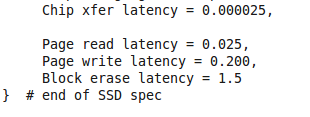 Chip xfer latency = 0.000025,
Page read latency = 0.025,
Page write latency = 0.200,
Block erase latency = 1.5
} # end of SSD spec